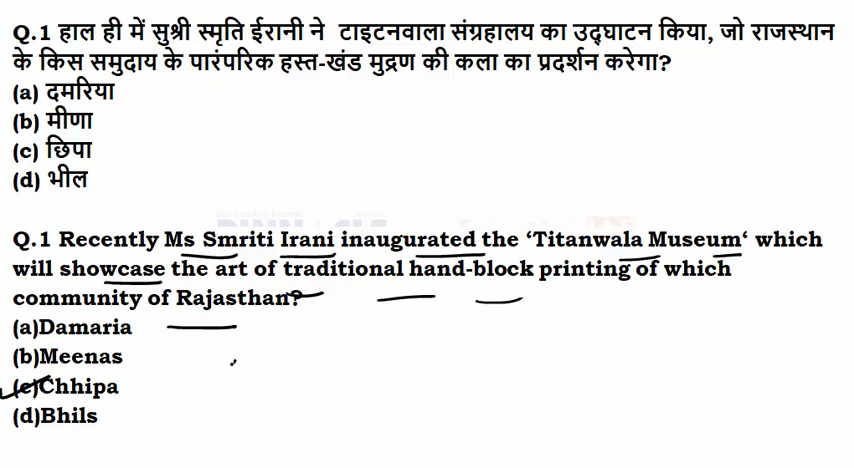 Q.1 हाल ही में सुश्री स्मृति ईरानी ने टाइटनवाला संग्रहालय का उद्घाटन किया, जो राजस्थान
के किस समुदाय के पारंपरिक हस्त-खंड मुद्रण की कला का प्रदर्शन करेगा?
(a) दमरिया
(b) मीणा
(c) छिपा
(d) भील
Q.1 Recently Ms Smriti Irani inaugurated the ‘Titanwala Museum‘ which
will showcase the art of traditional hand-block printing of which
community of Rajasthan?
(a)Damaria
(b)Meenas
(c)Chhipa
(d)Bhils